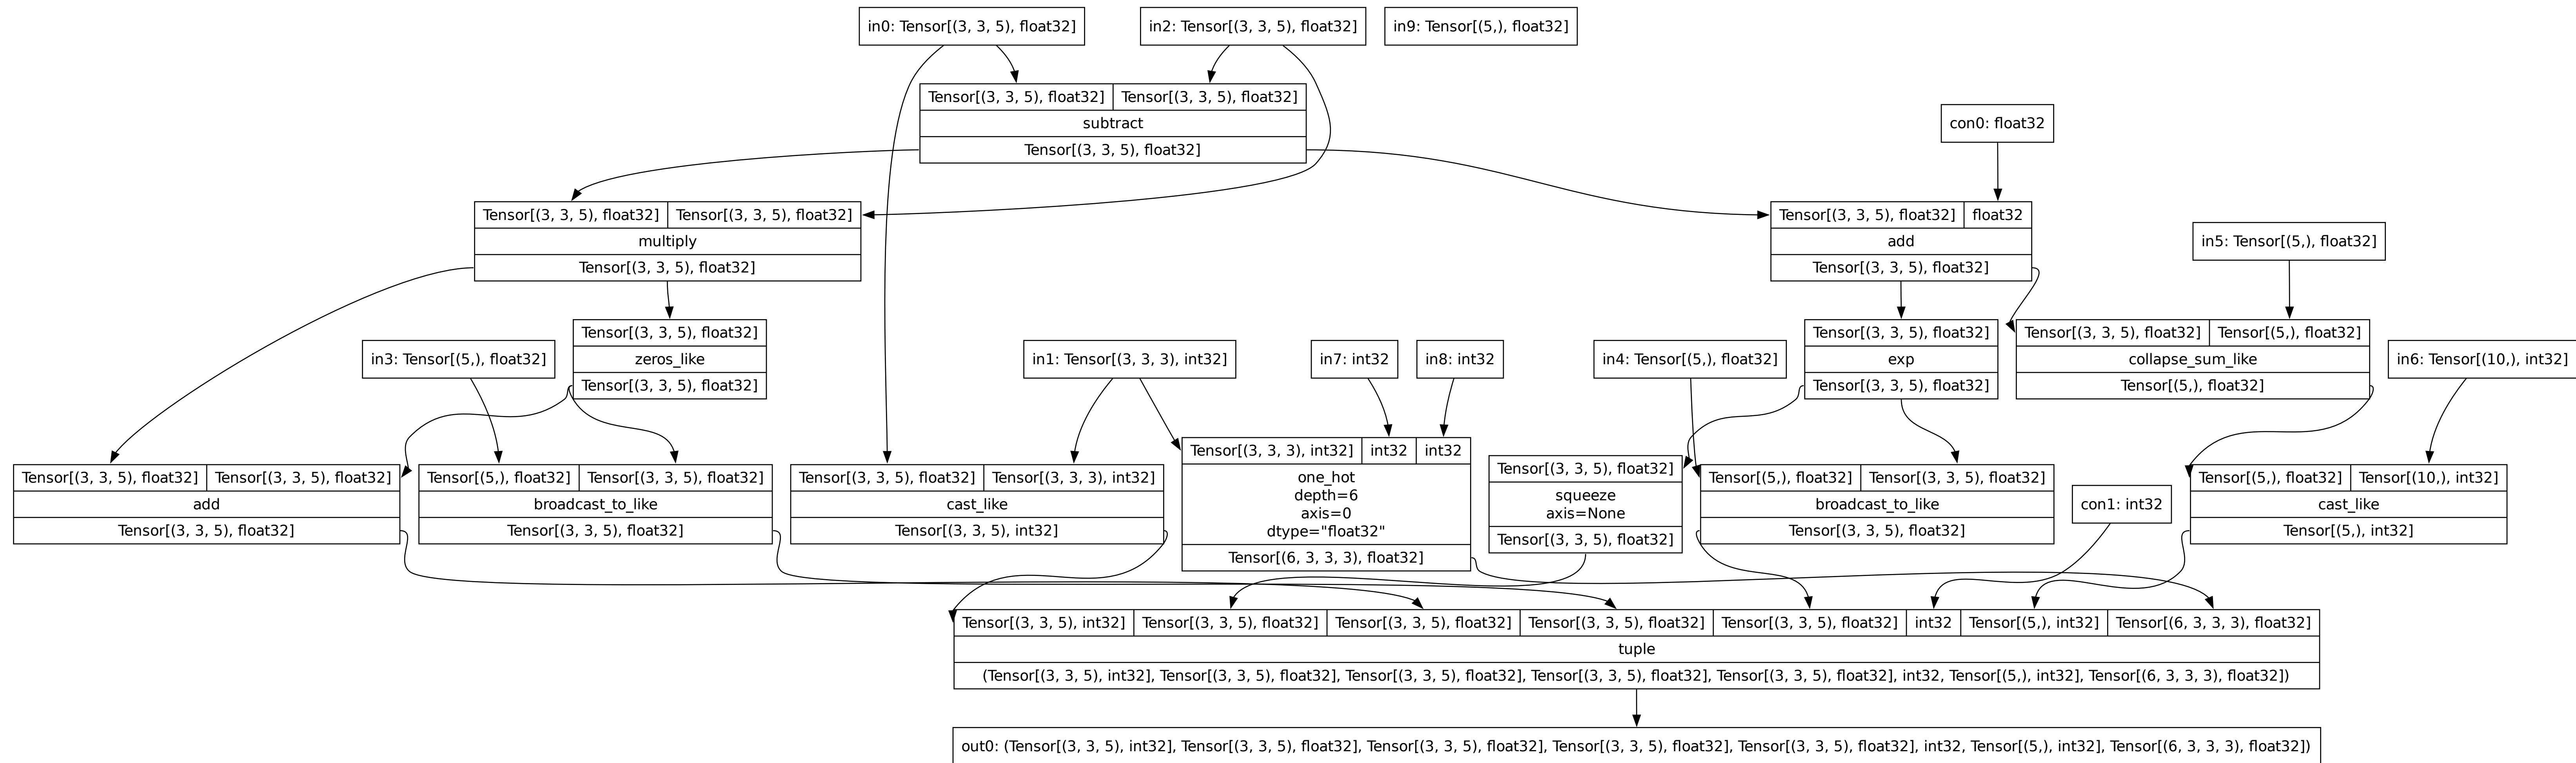 in0: Tensor[(3, 3, 5), float32]
in2: Tensor[(3, 3, 5), float32]
in9: Tensor[(5,), float32]
Tensor[(3, 3, 5), float32]
Tensor[(3, 3, 5), float32]
subtract
Tensor[(3, 3, 5), float32]
con0: float32
Tensor[(3, 3, 5), float32]
Tensor[(3, 3, 5), float32]
multiply
Tensor[(3, 3, 5), float32]
Tensor[(3, 3, 5), float32]
float32
add
Tensor[(3, 3, 5), float32]
in5: Tensor[(5,), float32]
in3: Tensor[(5,), float32]
Tensor[(3, 3, 5), float32]
zeros_like
Tensor[(3, 3, 5), float32]
in1: Tensor[(3, 3, 3), int32]
in7: int32
in8: int32
in4: Tensor[(5,), float32]
Tensor[(3, 3, 5), float32]
exp
Tensor[(3, 3, 5), float32]
Tensor[(3, 3, 5), float32]
Tensor[(5,), float32]
collapse_sum_like
Tensor[(5,), float32]
in6: Tensor[(10,), int32]
Tensor[(3, 3, 5), float32]
Tensor[(3, 3, 5), float32]
add
Tensor[(3, 3, 5), float32]
Tensor[(5,), float32]
Tensor[(3, 3, 5), float32]
broadcast_to_like
Tensor[(3, 3, 5), float32]
Tensor[(3, 3, 5), float32]
Tensor[(3, 3, 3), int32]
cast_like
Tensor[(3, 3, 5), int32]
Tensor[(3, 3, 3), int32]
int32
int32
one_hot
depth=6
axis=0
dtype="float32"
Tensor[(6, 3, 3, 3), float32]
Tensor[(3, 3, 5), float32]
squeeze
axis=None
Tensor[(3, 3, 5), float32]
Tensor[(5,), float32]
Tensor[(3, 3, 5), float32]
broadcast_to_like
Tensor[(3, 3, 5), float32]
con1: int32
Tensor[(5,), float32]
Tensor[(10,), int32]
cast_like
Tensor[(5,), int32]
Tensor[(3, 3, 5), int32]
Tensor[(3, 3, 5), float32]
Tensor[(3, 3, 5), float32]
Tensor[(3, 3, 5), float32]
Tensor[(3, 3, 5), float32]
int32
Tensor[(5,), int32]
Tensor[(6, 3, 3, 3), float32]
tuple
(Tensor[(3, 3, 5), int32], Tensor[(3, 3, 5), float32], Tensor[(3, 3, 5), float32], Tensor[(3, 3, 5), float32], Tensor[(3, 3, 5), float32], int32, Tensor[(5,), int32], Tensor[(6, 3, 3, 3), float32])
out0: (Tensor[(3, 3, 5), int32], Tensor[(3, 3, 5), float32], Tensor[(3, 3, 5), float32], Tensor[(3, 3, 5), float32], Tensor[(3, 3, 5), float32], int32, Tensor[(5,), int32], Tensor[(6, 3, 3, 3), float32])